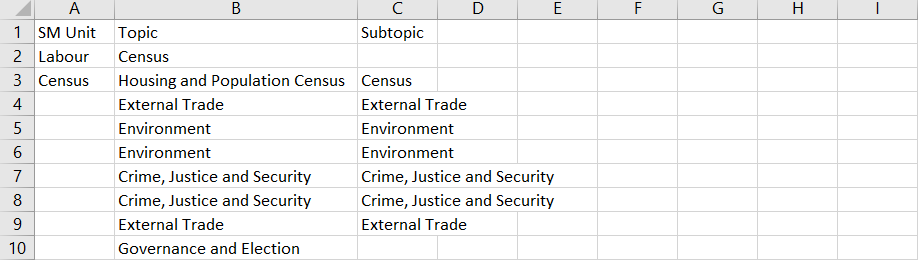 A B C D E F G H I
1 SM Unit Topic Subtopic
2 Labour Census
3 Census Housing and Population Census Census
4 External Trade External Trade
5 Environment Environment
6 Environment Environment
7 Crime, Justice and Security Crime, Justice and Security
8 Crime, Justice and Security Crime, Justice and Security
9 External Trade External Trade
10 Governance and Election